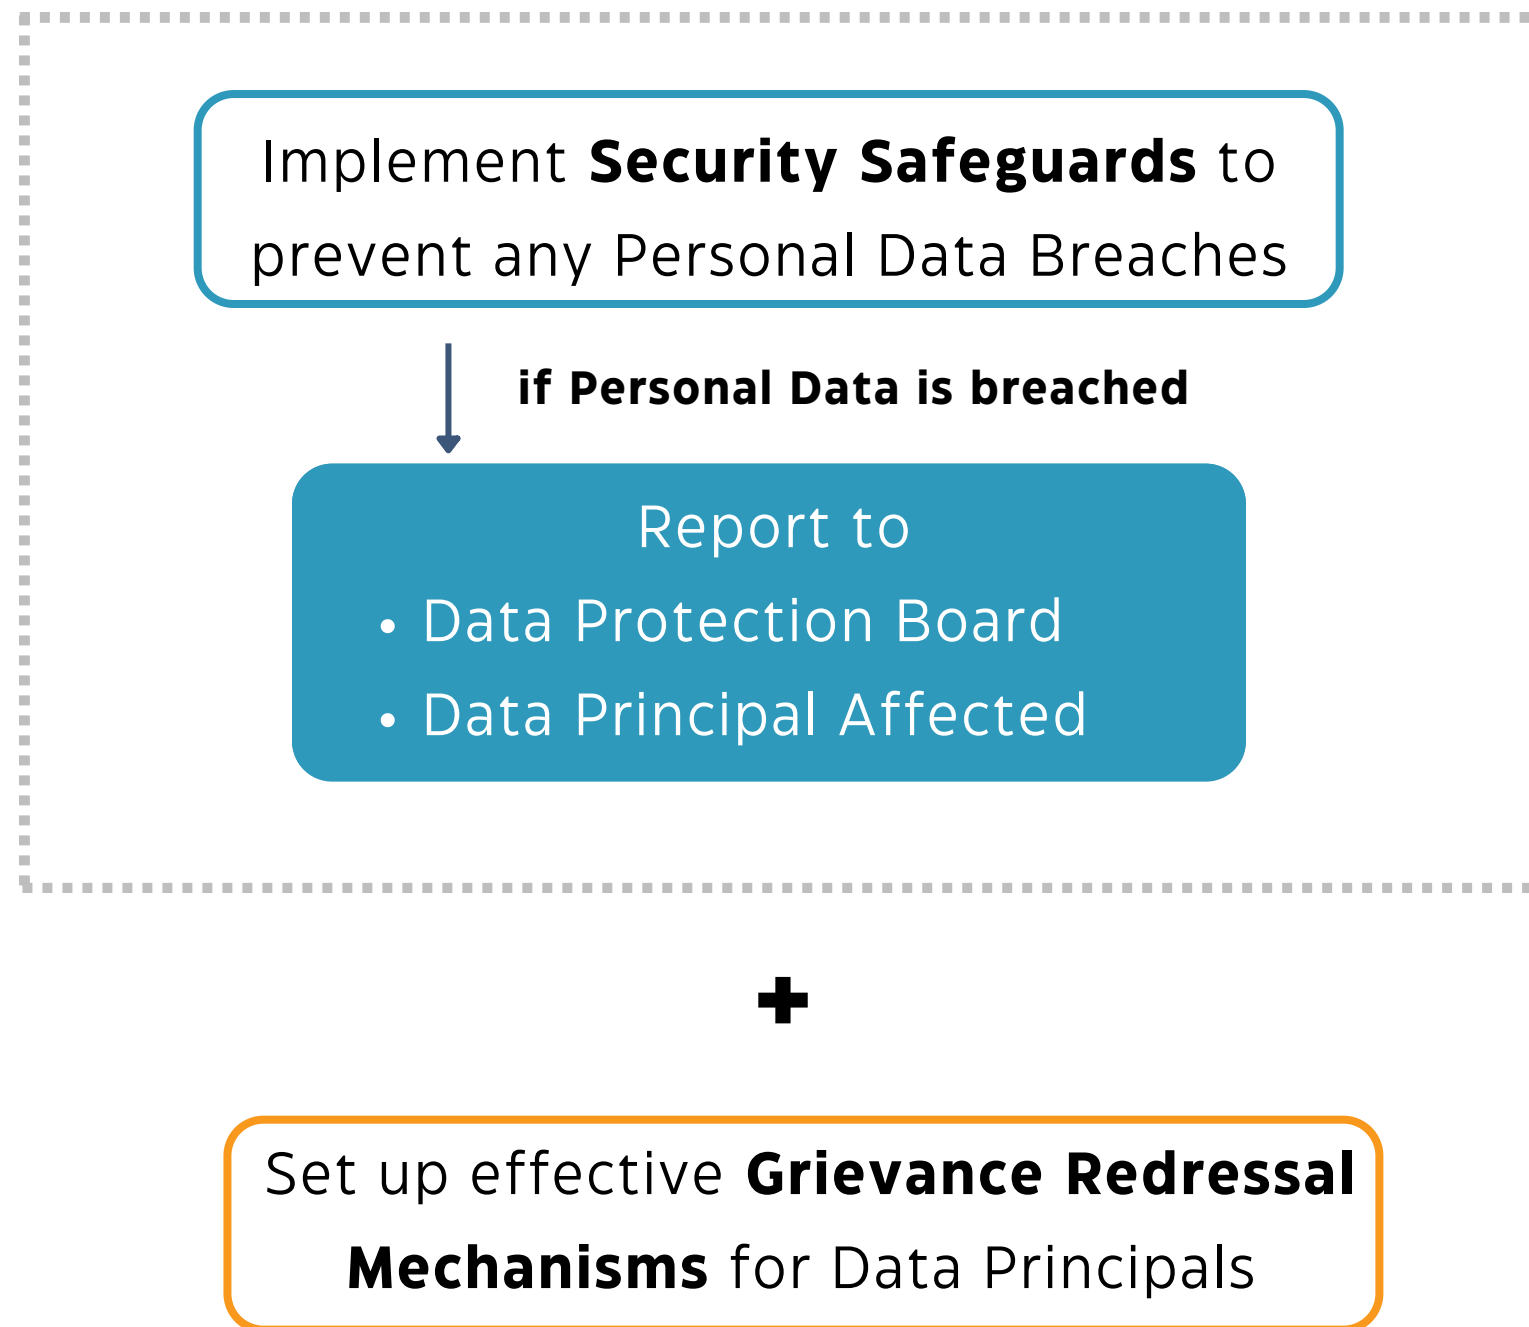 Implement Security Safeguards to
prevent any Personal Data Breaches
if Personal Data is breached
Report to
• Data Protection Board
• Data Principal Affected
+
Set up effective Grievance Redressal
Mechanisms for Data Principals